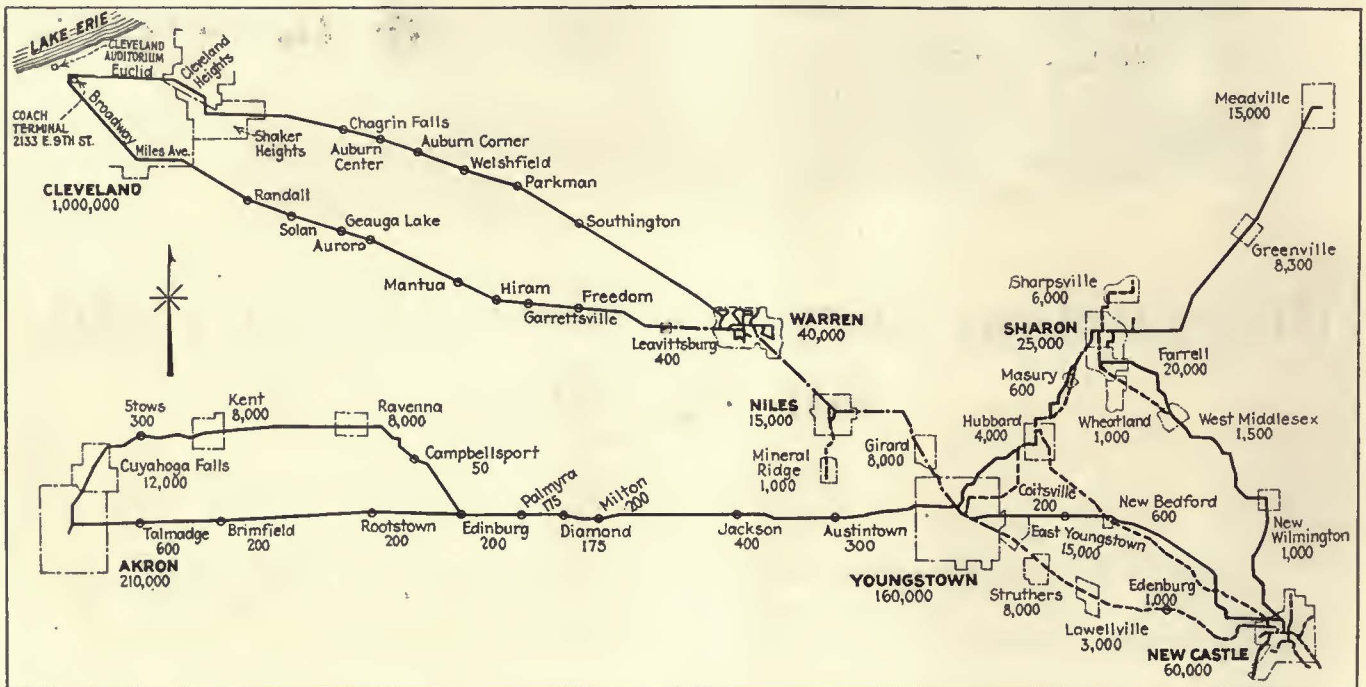 LAKE ERIE
CLEVELAND
AUDITORIUM
Euclid
Cleveland
Heights
Broadway
COACH
TERMINAL
2133 E. 9TH ST.
Miles Ave.
Shaker
Heights
CLEVELAND
1,000,000
Chagrin Falls
Auburn
Center
Auburn Corner
Welshfield
Parkman
Southington
Randall
Solan
Geauga Lake
Auroro
Mantua
Hiram
Garrettsville
Freedom
Leavittsburg
400
WARREN
40,000
NILES
15,000
Mineral
Ridge
1,000
Girard
8,000
Meadville
15,000
Greenville
8,300
Sharpsville
6,000
SHARON
25,000
Farrell
20,000
Masury
600
Wheatland
1,000
West Middlesex
1,500
Hubbard
4,000
New
Wilmington
1,000
Stows
300
Kent
8,000
Ravenna
8,000
Cuyahoga Falls
12,000
Campbellsport
50
AKRON
210,000
Talmadge
600
Brimfield
200
Rootstown
200
Edinburg
200
Palmyra
175
Diamond
175
Milton
200
Jackson
400
Austintown
300
YOUNGSTOWN
160,000
Coitsville
200
East Youngstown
15,000
New Bedford
600
Struthers
8,000
Lawellville
3,000
Edenburg
1,000
NEW CASTLE
60,000